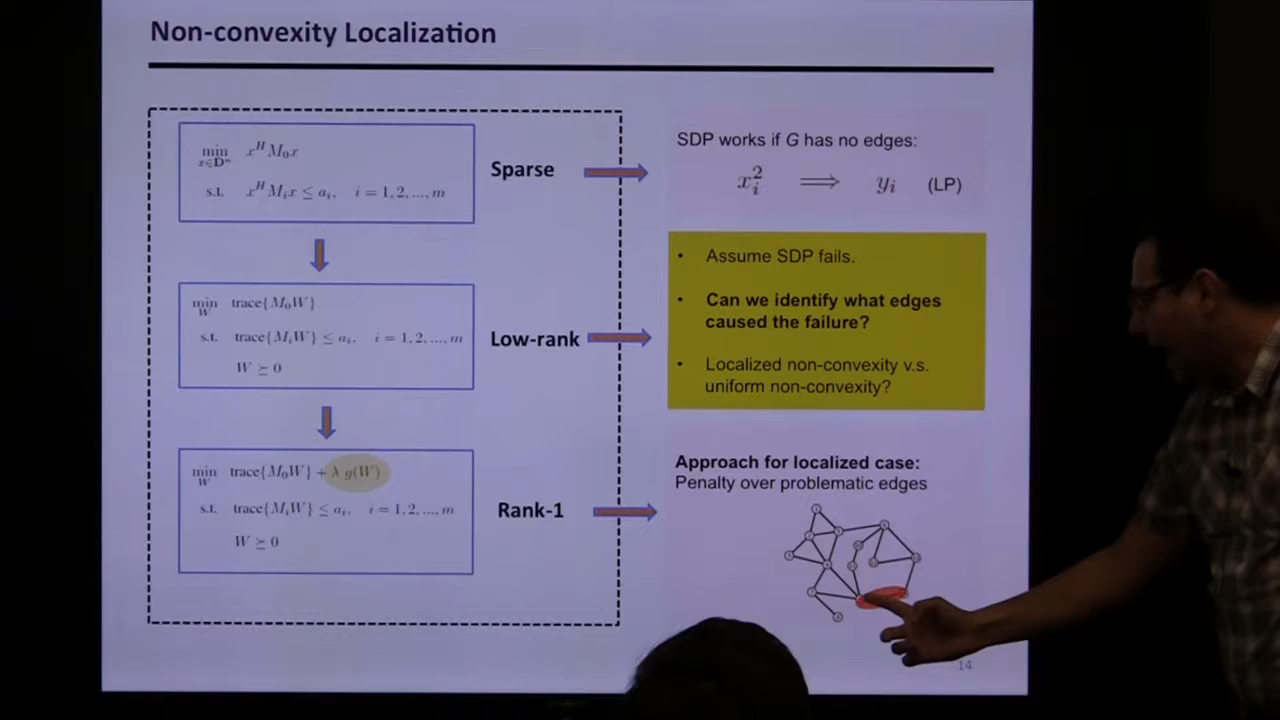 Non-convexity Localization
min x^H M_0 x
x∈D^n
s.t. x^H M_i x ≤ a_i, i = 1, 2, ..., m
Sparse
min trace{M_0 W}
W
s.t. trace{M_i W} ≤ a_i, i = 1, 2, ..., m
W ⪰ 0
Low-rank
min trace{M_0 W} + λ g(W)
W
s.t. trace{M_i W} ≤ a_i, i = 1, 2, ..., m
W ⪰ 0
Rank-1
SDP works if G has no edges:
x_i^2 ⟹ y_i (LP)
• Assume SDP fails.
• Can we identify what edges
caused the failure?
• Localized non-convexity v.s.
uniform non-convexity?
Approach for localized case:
Penalty over problematic edges
14